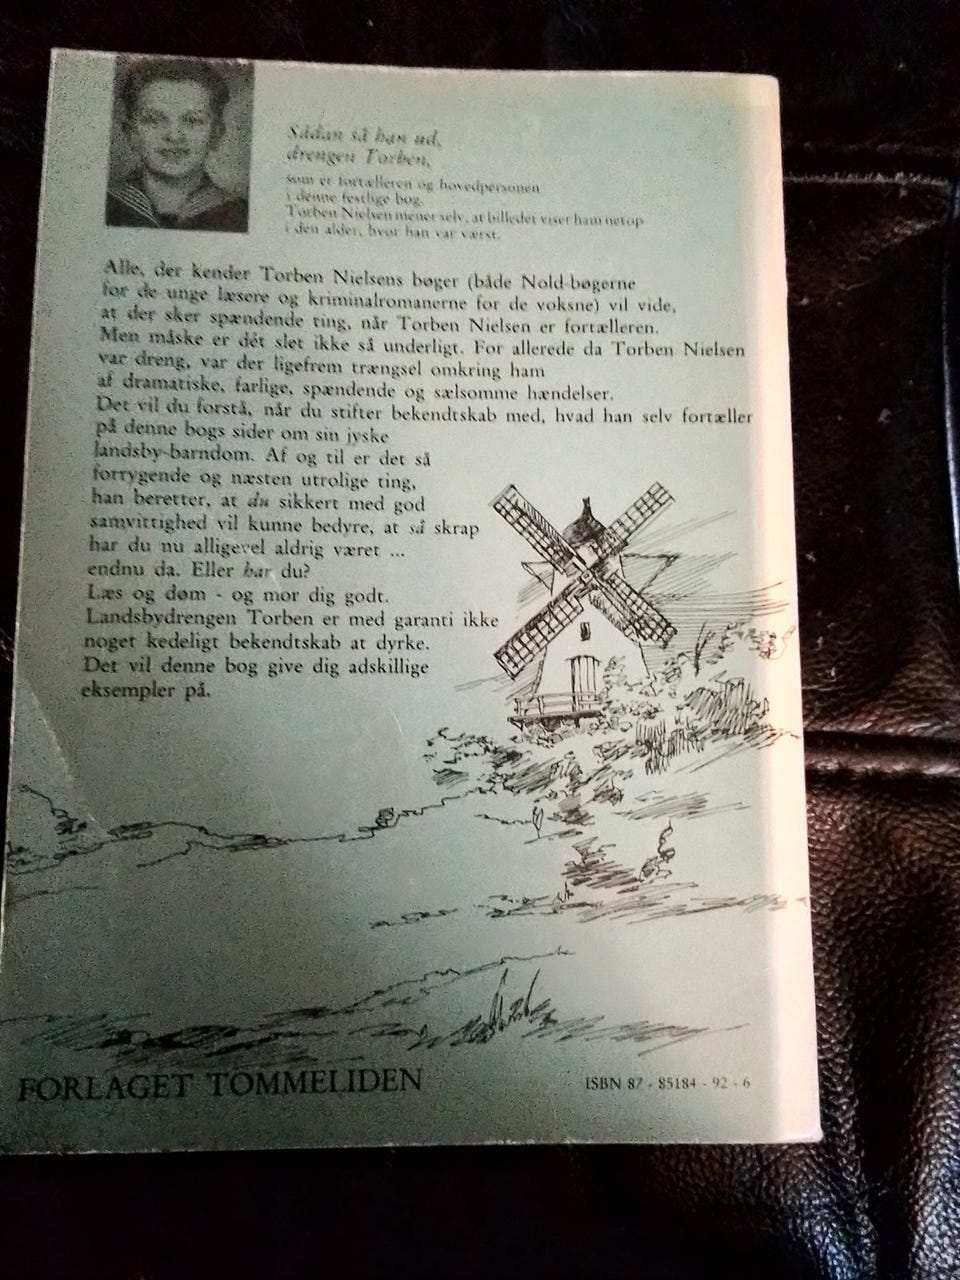 Sådan så han ud,
drengen Torben,
som er fortælleren og hovedpersonen
i denne festlige bog.
Torben Nielsen mener selv, at billedet viser ham netop
i den alder, hvor han var værst.
Alle, der kender Torben Nielsens bøger (både Nold-bøgerne
for de unge læsere og kriminalromanerne for de voksne) vil vide,
at der sker spændende ting, når Torben Nielsen er fortælleren.
Men måske er dét slet ikke så underligt. For allerede da Torben Nielsen
var dreng, var der ligefrem trængsel omkring ham
af dramatiske, farlige, spændende og sælsomme hændelser.
Det vil du forstå, når du stifter bekendtskab med, hvad han selv fortæller
på denne bogs sider om sin jyske
landsby-barndom. Af og til er det så
forrygende og næsten utrolige ting,
han beretter, at du sikkert med god
samvittighed vil kunne bedyre, at så skrap
har du nu alligevel aldrig været ...
endnu da. Eller har du?
Læs og døm - og mor dig godt.
Landsbydrengen Torben er med garanti ikke
noget kedeligt bekendtskab at dyrke.
Det vil denne bog give dig adskillige
eksempler på.
FORLAGET TOMMELIDEN
ISBN 87 - 85184 - 92 - 6